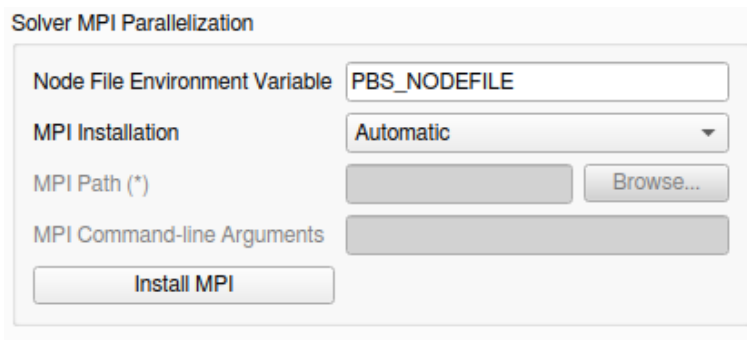 Solver MPI Parallelization
Node File Environment Variable PBS_NODEFILE
MPI Installation Automatic
MPI Path (*) Browse...
MPI Command-line Arguments
Install MPI